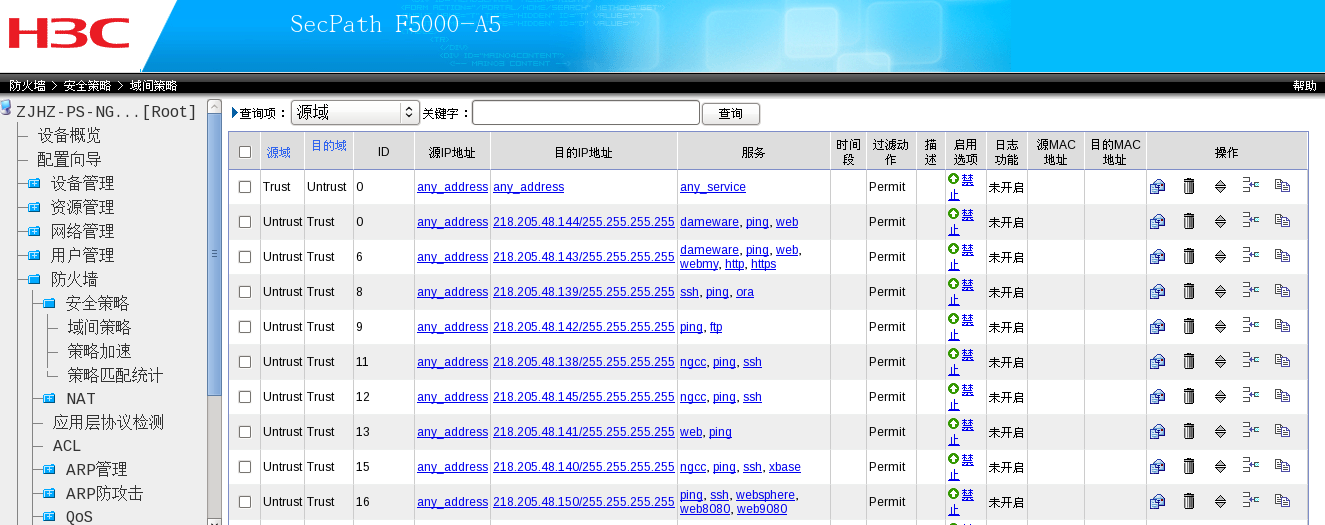 H3C
SecPath F5000-A5
防火墙 > 安全策略 > 域间策略 帮助
ZJHZ-PS-NG...[Root]
设备概览
配置向导
设备管理
资源管理
网络管理
用户管理
防火墙
安全策略
域间策略
策略加速
策略匹配统计
NAT
应用层协议检测
ACL
ARP管理
ARP防攻击
QoS
查询项： 源域 关键字： 查询
源域 目的域 ID 源IP地址 目的IP地址 服务 时间段 过滤动作 描述 启用选项 日志功能 源MAC地址 目的MAC地址 操作
Trust Untrust 0 any_address any_address any_service Permit 禁止 未开启
Untrust Trust 0 any_address 218.205.48.144/255.255.255.255 dameware, ping, web Permit 禁止 未开启
Untrust Trust 6 any_address 218.205.48.143/255.255.255.255 dameware, ping, web, webmy, http, https Permit 禁止 未开启
Untrust Trust 8 any_address 218.205.48.139/255.255.255.255 ssh, ping, ora Permit 禁止 未开启
Untrust Trust 9 any_address 218.205.48.142/255.255.255.255 ping, ftp Permit 禁止 未开启
Untrust Trust 11 any_address 218.205.48.138/255.255.255.255 ngcc, ping, ssh Permit 禁止 未开启
Untrust Trust 12 any_address 218.205.48.145/255.255.255.255 ngcc, ping, ssh Permit 禁止 未开启
Untrust Trust 13 any_address 218.205.48.141/255.255.255.255 web, ping Permit 禁止 未开启
Untrust Trust 15 any_address 218.205.48.140/255.255.255.255 ngcc, ping, ssh, xbase Permit 禁止 未开启
Untrust Trust 16 any_address 218.205.48.150/255.255.255.255 ping, ssh, websphere, web8080, web9080 Permit 禁止 未开启